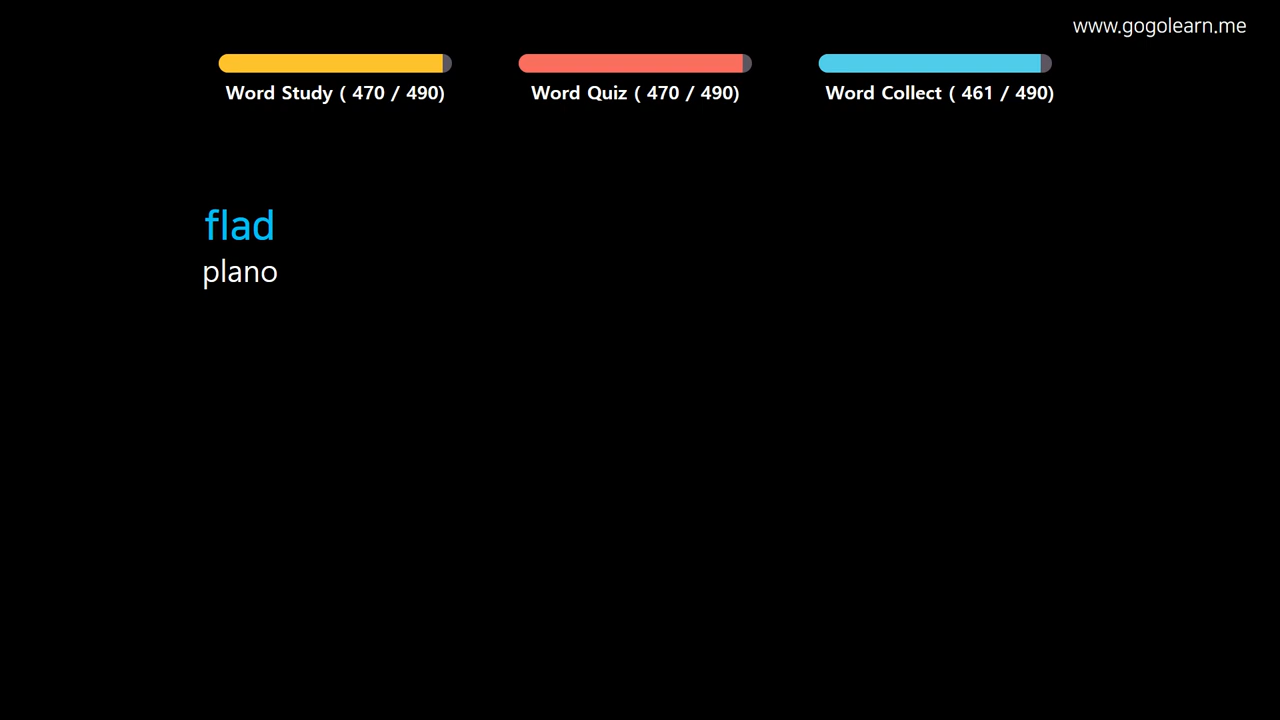 www.gogolearn.me
Word Study ( 470 / 490)
Word Quiz ( 470 / 490)
Word Collect ( 461 / 490)
flad
plano